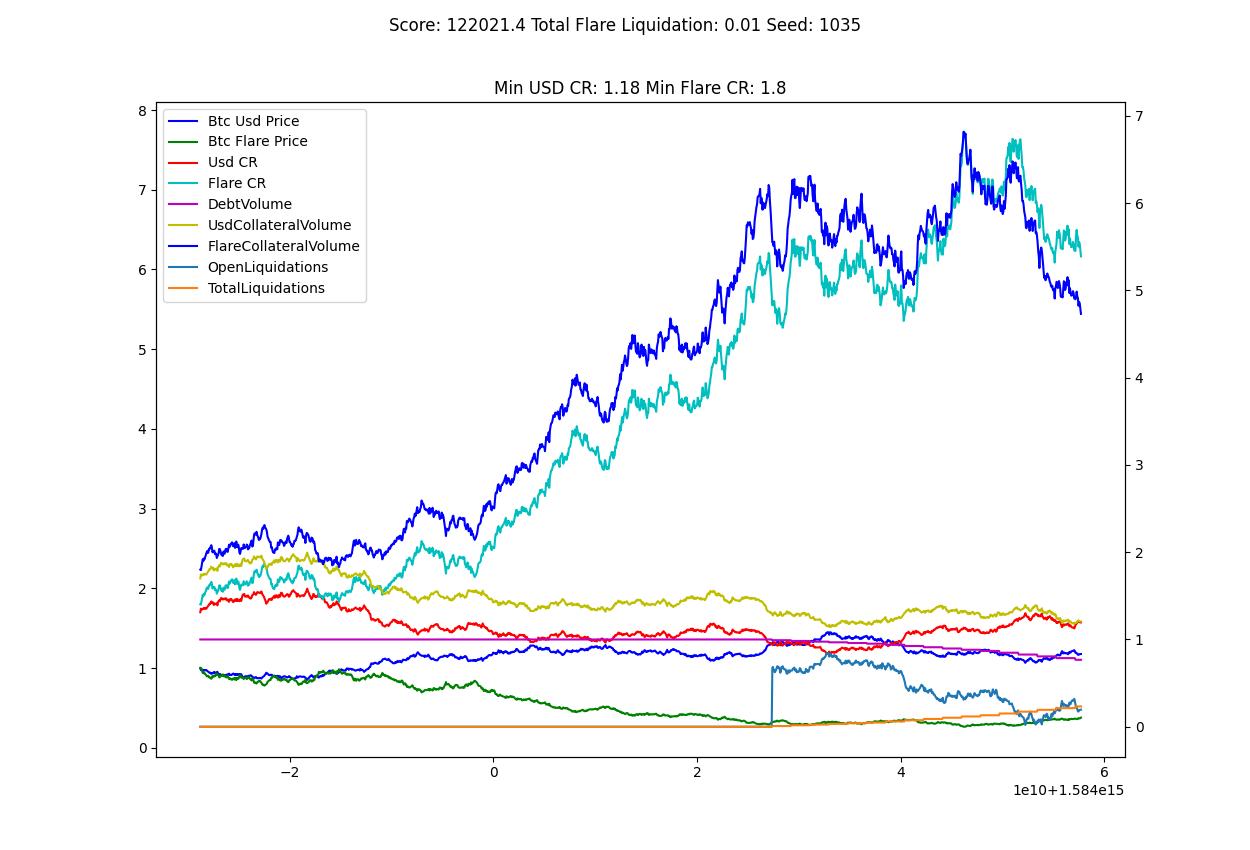 Score: 122021.4 Total Flare Liquidation: 0.01 Seed: 1035
Min USD CR: 1.18 Min Flare CR: 1.8
Btc Usd Price
Btc Flare Price
Usd CR
Flare CR
DebtVolume
UsdCollateralVolume
FlareCollateralVolume
OpenLiquidations
TotalLiquidations
8
7
6
5
4
3
2
1
0
7
6
5
4
3
2
1
0
−2
0
2
4
6
1e10+1.584e15